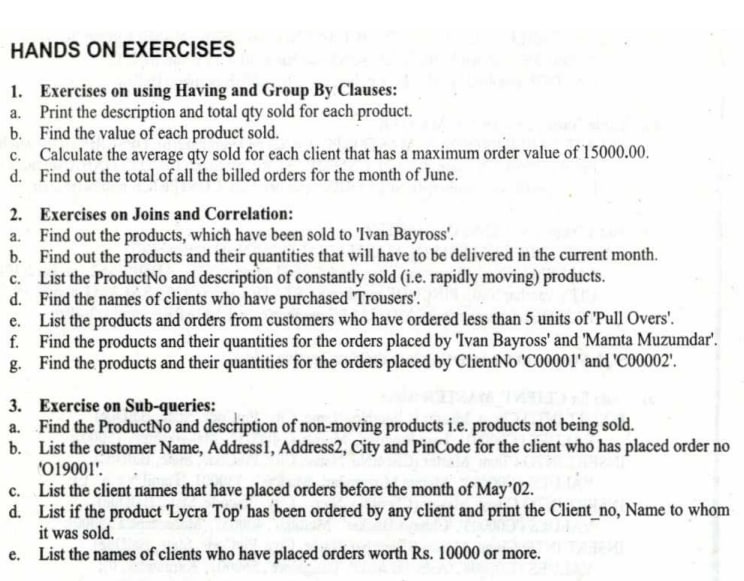 HANDS ON EXERCISES
1. Exercises on using Having and Group By Clauses:
a. Print the description and total qty sold for each product.
b. Find the value of each product sold.
c. Calculate the average qty sold for each client that has a maximum order value of 15000.00.
d. Find out the total of all the billed orders for the month of June.
2. Exercises on Joins and Correlation:
a. Find out the products, which have been sold to 'Ivan Bayross'.
b. Find out the products and their quantities that will have to be delivered in the current month.
c. List the ProductNo and description of constantly sold (i.e. rapidly moving) products.
d. Find the names of clients who have purchased 'Trousers'.
e. List the products and orders from customers who have ordered less than 5 units of 'Pull Overs'.
f. Find the products and their quantities for the orders placed by 'Ivan Bayross' and 'Mamta Muzumdar'.
g. Find the products and their quantities for the orders placed by ClientNo 'C00001' and 'C00002'.
3. Exercise on Sub-queries:
a. Find the ProductNo and description of non-moving products i.e. products not being sold.
b. List the customer Name, Address1, Address2, City and PinCode for the client who has placed order no
'O19001'.
c. List the client names that have placed orders before the month of May'02.
d. List if the product 'Lycra Top' has been ordered by any client and print the Client_no, Name to whom
it was sold.
e. List the names of clients who have placed orders worth Rs. 10000 or more.